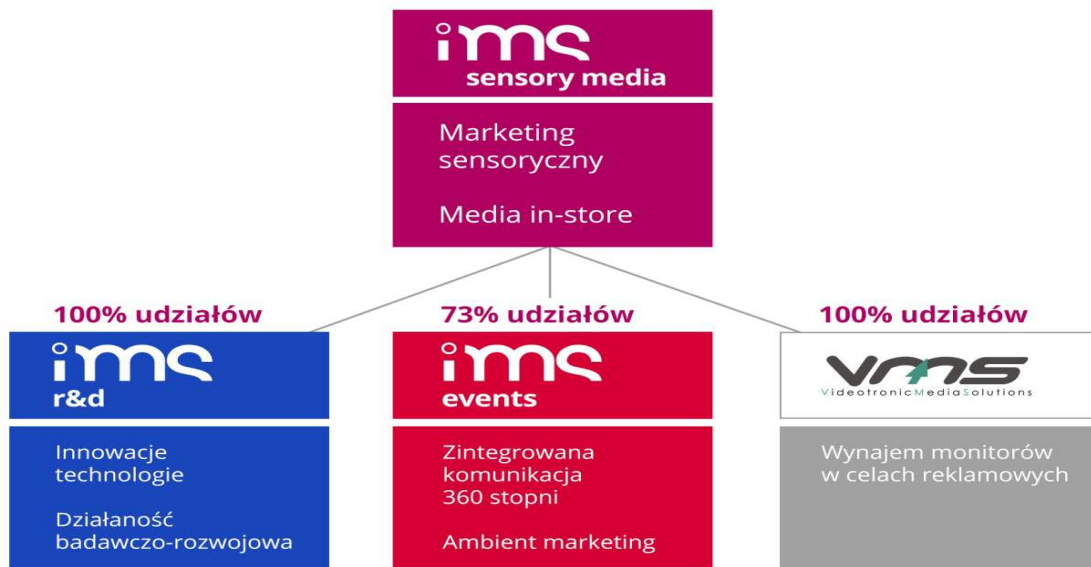 ims
sensory media
Marketing
sensoryczny
Media in-store
100% udziałów
73% udziałów
100% udziałów
ims
r&d
ims
events
vms
VideotronicMediaSolutions
Innowacje
technologie
Działaność
badawczo-rozwojowa
Zintegrowana
komunikacja
360 stopni
Ambient marketing
Wynajem monitorów
w celach reklamowych